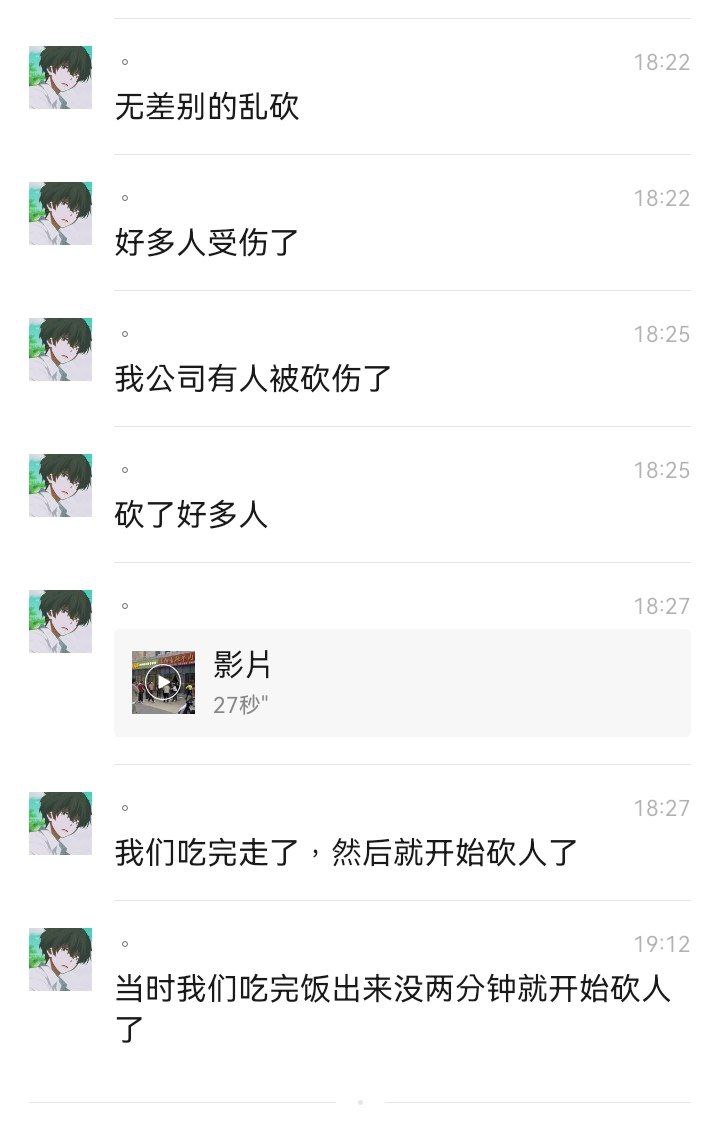 。
18:22
无差别的乱砍
。
18:22
好多人受伤了
。
18:25
我公司有人被砍伤了
。
18:25
砍了好多人
。
18:27
影片
27秒"
。
18:27
我们吃完走了，然后就开始砍人了
。
19:12
当时我们吃完饭出来没两分钟就开始砍人
了